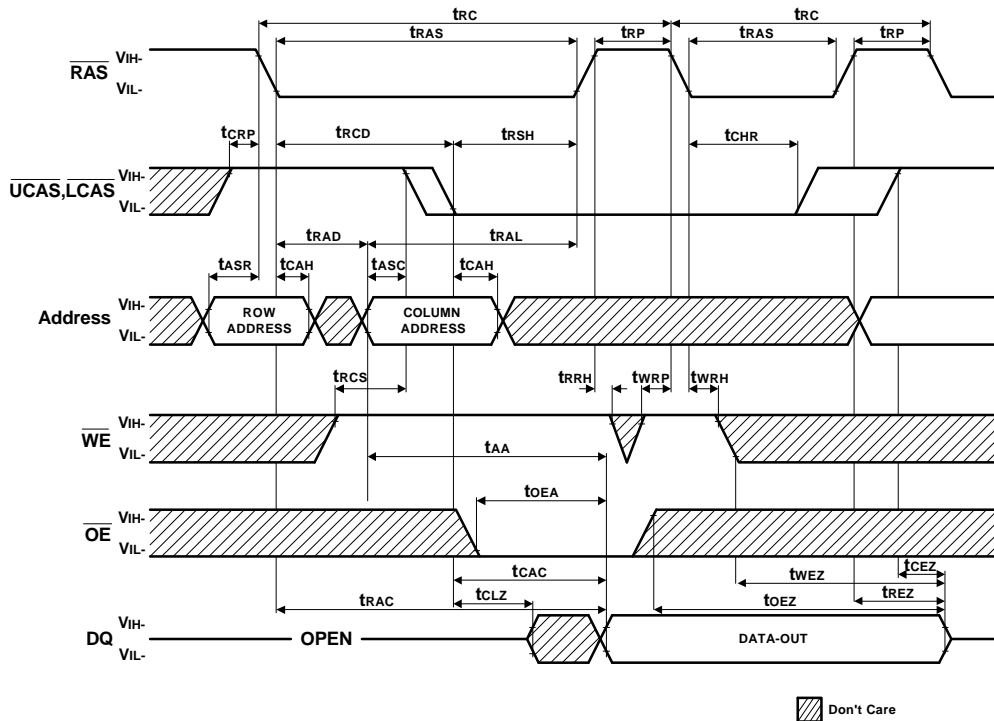 tRC tRC
tRAS tRP tRAS tRP
RAS VIH-
VIL-
tCRP tRCD tRSH tCHR
UCAS,LCAS VIH-
VIL-
tRAD tRAL
tASR tCAH tASC tCAH
Address VIH-
VIL-
ROW
ADDRESS
COLUMN
ADDRESS
tRCS tRRH tWRP tWRH
WE VIH-
VIL-
tAA
tOEA
OE VIH-
VIL-
tCAC tWEZ tCEZ
tRAC tCLZ tOEZ tREZ
DQ VIH-
VIL-
OPEN DATA-OUT
Don't Care